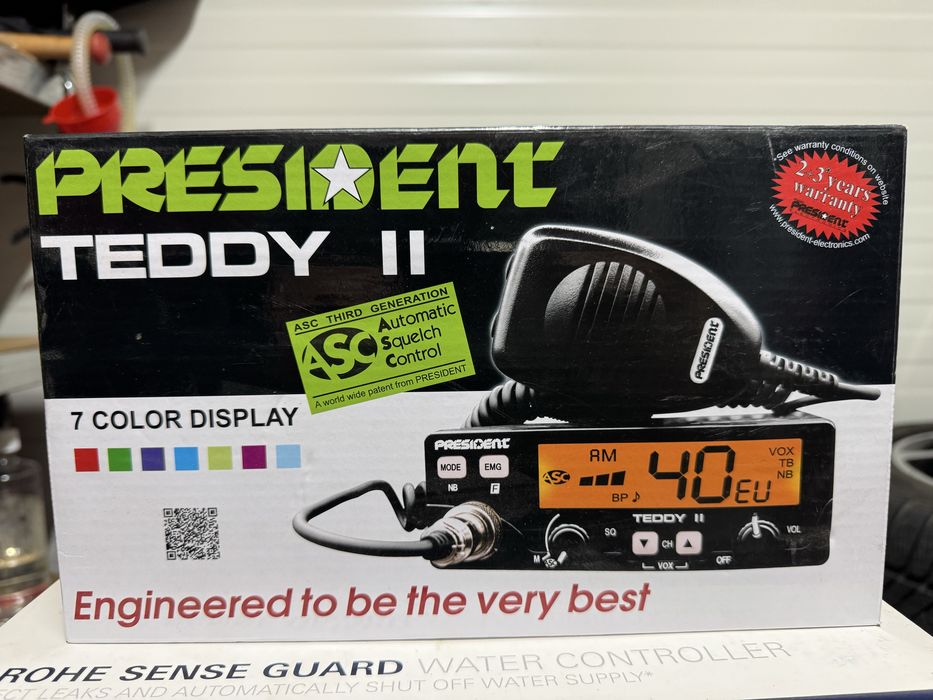 PRESIDENT
TEDDY II
*See warranty conditions on website
2-3* years
warranty
PRESIDENT
www.president-electronics.com
ASC THIRD GENERATION
ASC
Automatic
Squelch
Control
A world wide patent from PRESIDENT
PRESIDENT
7 COLOR DISPLAY
PRESIDENT
MODE
EMG
NB
F
ASC
RM
BP
40
EU
VOX
TB
NB
TEDDY II
M
SQ
CH
VOX
OFF
VOL
Engineered to be the very best
ROHE SENSE GUARD WATER CONTROLLER
ECT LEAKS AND AUTOMATICALLY SHUT OFF WATER SUPPLY*